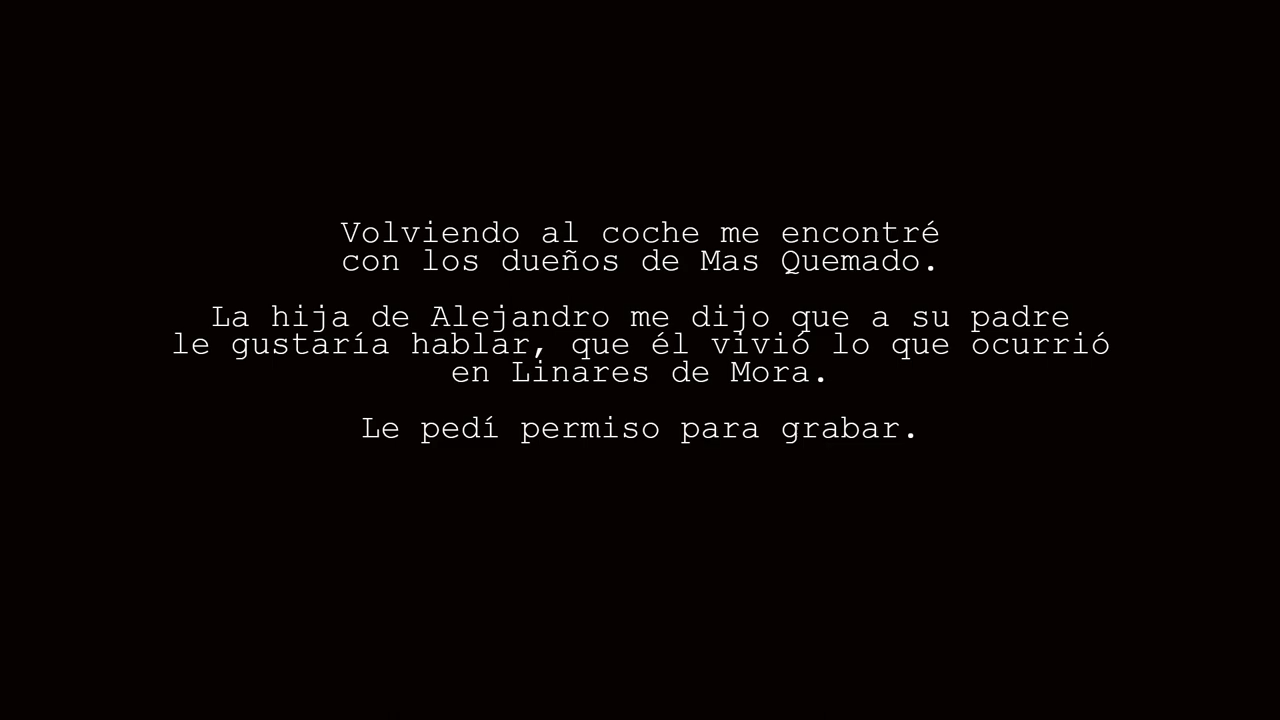 Volviendo al coche me encontré
con los dueños de Mas Quemado.
La hija de Alejandro me dijo que a su padre
le gustaría hablar, que él vivió lo que ocurrió
en Linares de Mora.
Le pedí permiso para grabar.